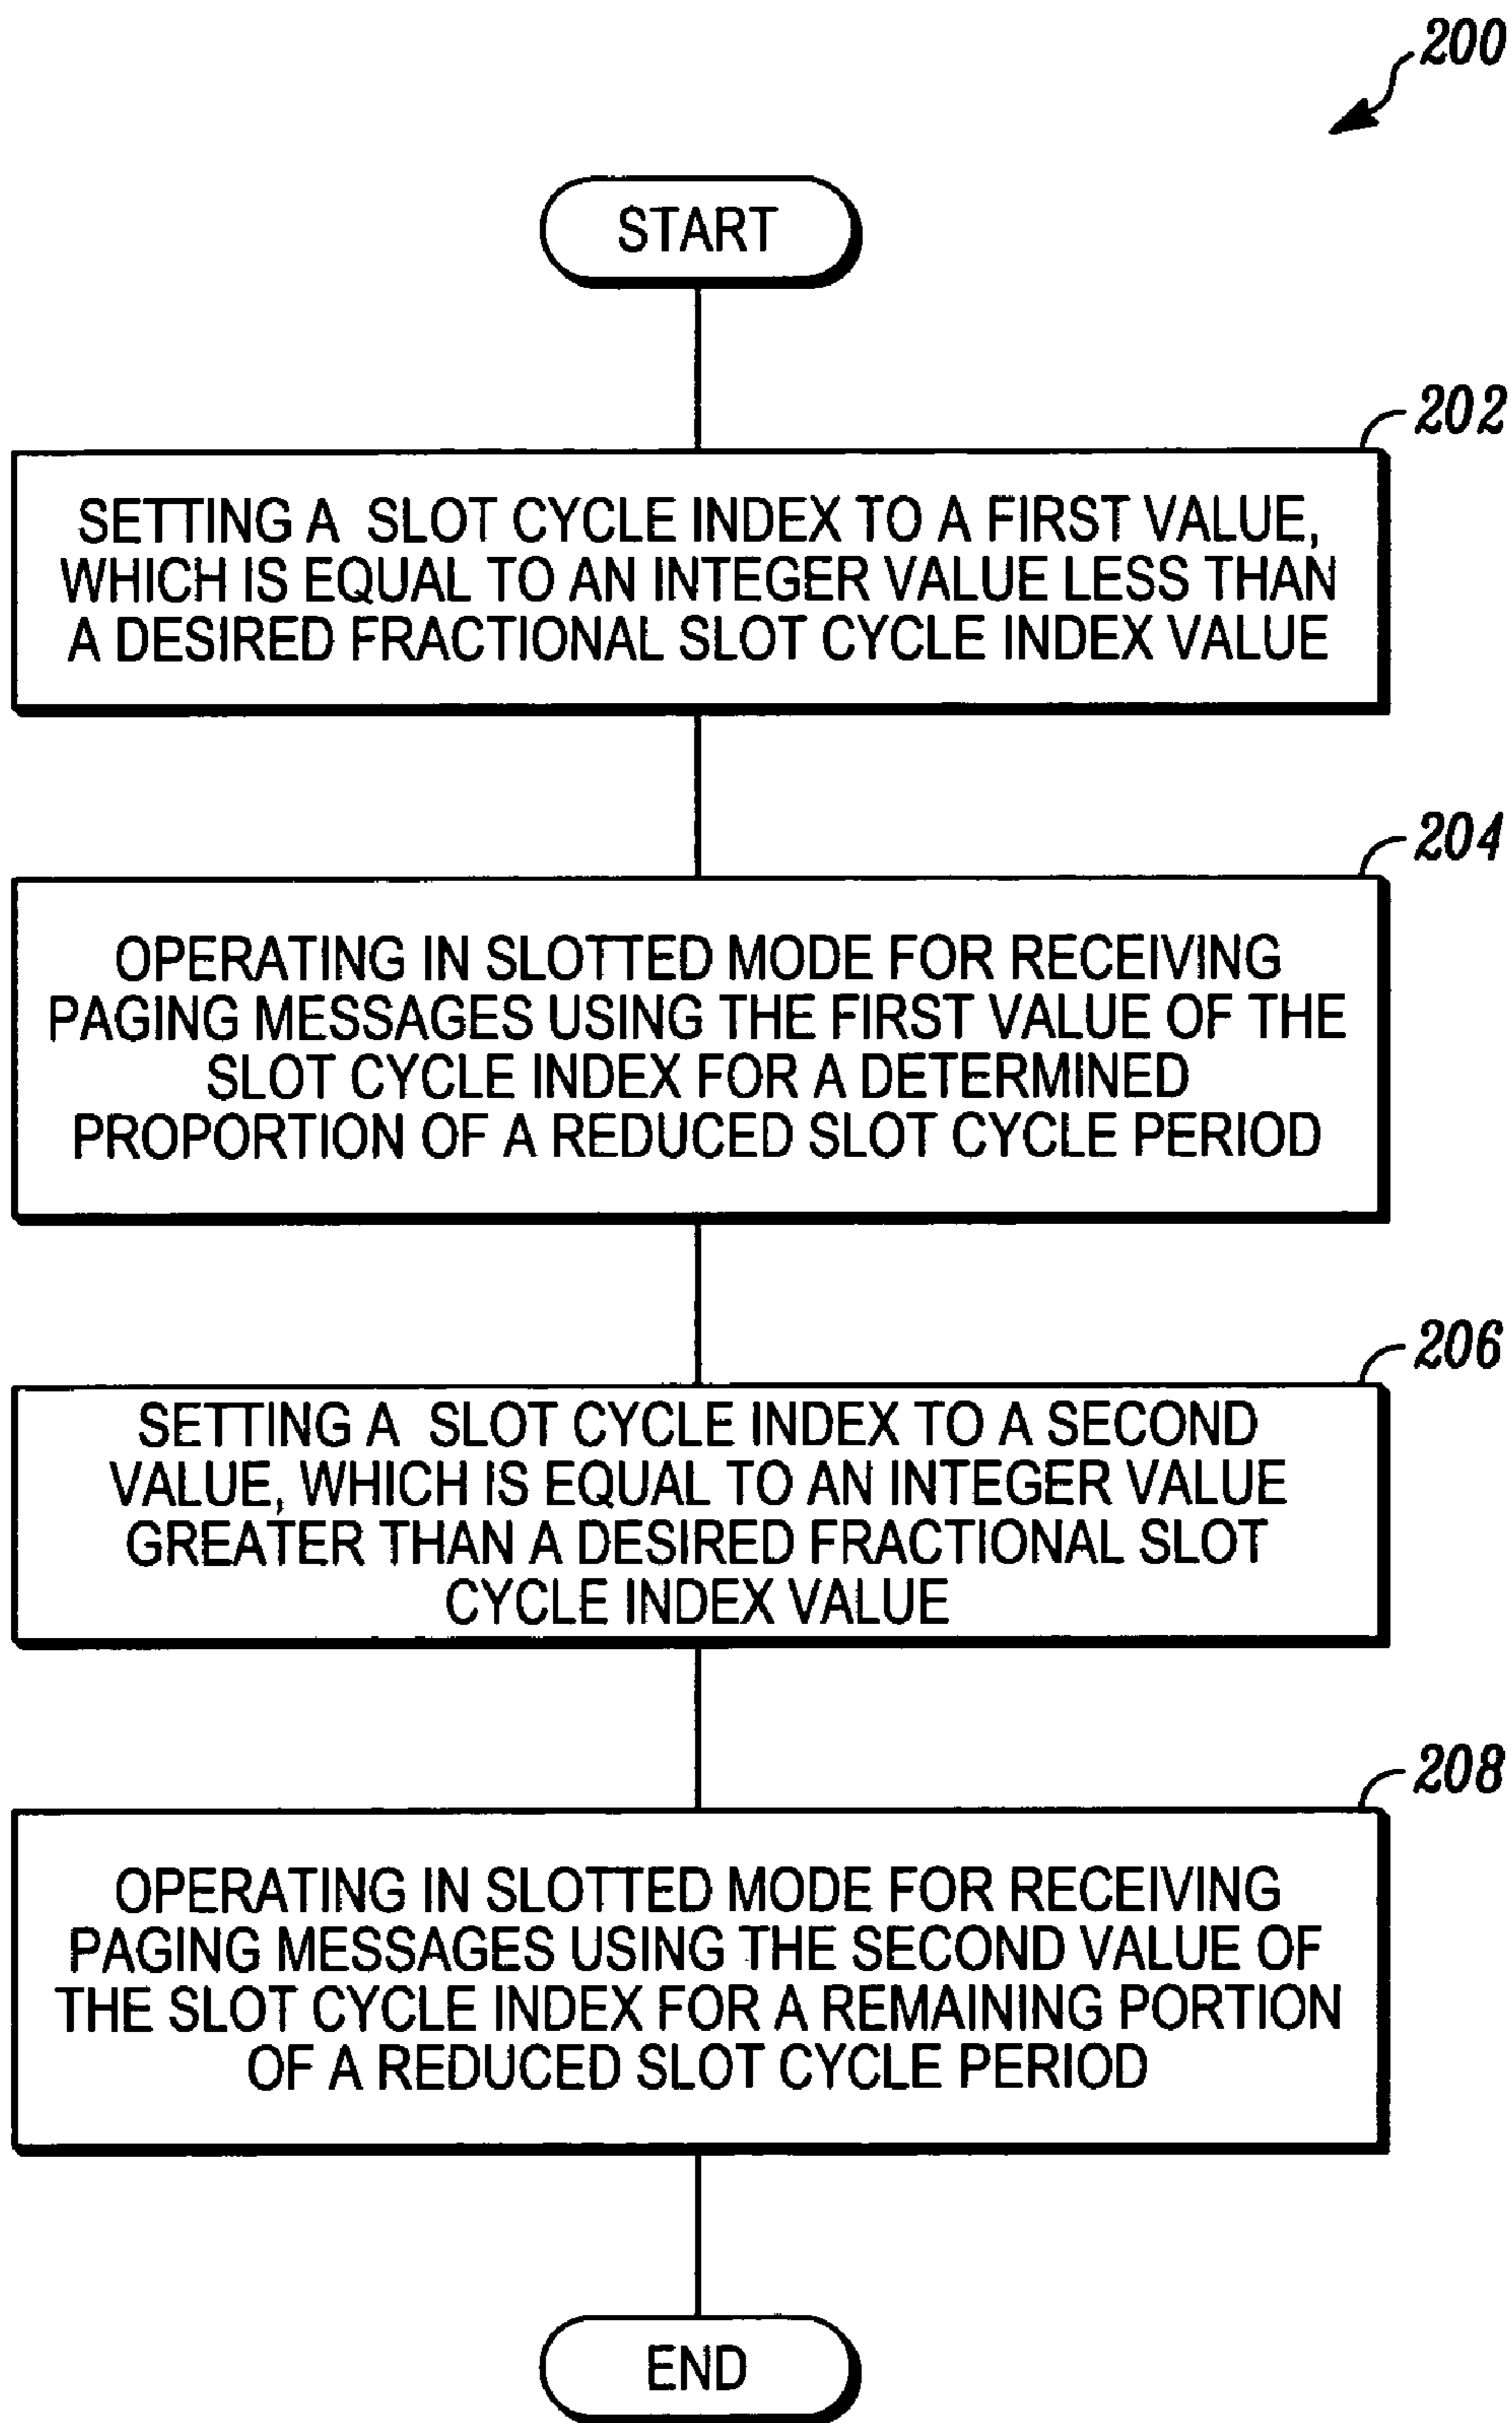 200
START
202
SETTING A SLOT CYCLE INDEX TO A FIRST VALUE,
WHICH IS EQUAL TO AN INTEGER VALUE LESS THAN
A DESIRED FRACTIONAL SLOT CYCLE INDEX VALUE
204
OPERATING IN SLOTTED MODE FOR RECEIVING
PAGING MESSAGES USING THE FIRST VALUE OF THE
SLOT CYCLE INDEX FOR A DETERMINED
PROPORTION OF A REDUCED SLOT CYCLE PERIOD
206
SETTING A SLOT CYCLE INDEX TO A SECOND
VALUE, WHICH IS EQUAL TO AN INTEGER VALUE
GREATER THAN A DESIRED FRACTIONAL SLOT
CYCLE INDEX VALUE
208
OPERATING IN SLOTTED MODE FOR RECEIVING
PAGING MESSAGES USING THE SECOND VALUE OF
THE SLOT CYCLE INDEX FOR A REMAINING PORTION
OF A REDUCED SLOT CYCLE PERIOD
END